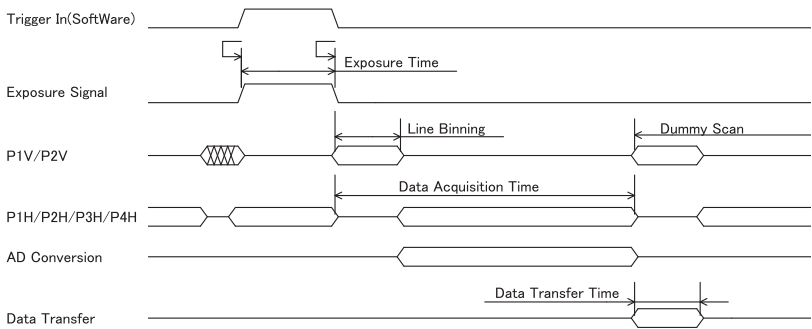 Trigger In(SoftWare)
Exposure Time
Exposure Signal
Line Binning
Dummy Scan
P1V/P2V
Data Acquisition Time
P1H/P2H/P3H/P4H
AD Conversion
Data Transfer Time
Data Transfer